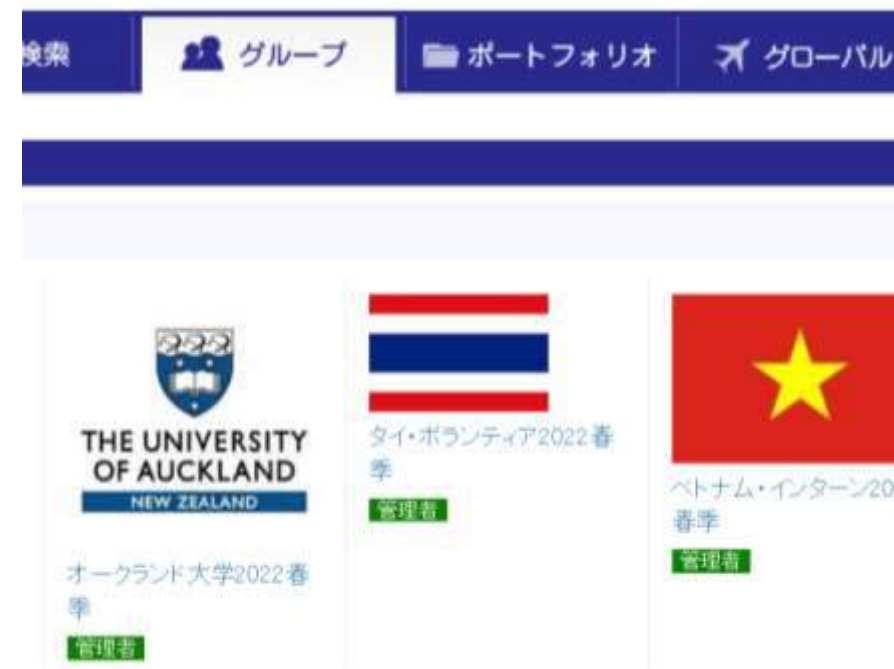 検索
グループ
ポートフォリオ
グローバル
THE UNIVERSITY
OF AUCKLAND
NEW ZEALAND
オークランド大学2022春
季
管理者
タイ・ボランティア2022春
季
管理者
ベトナム・インターン20
春季
管理者